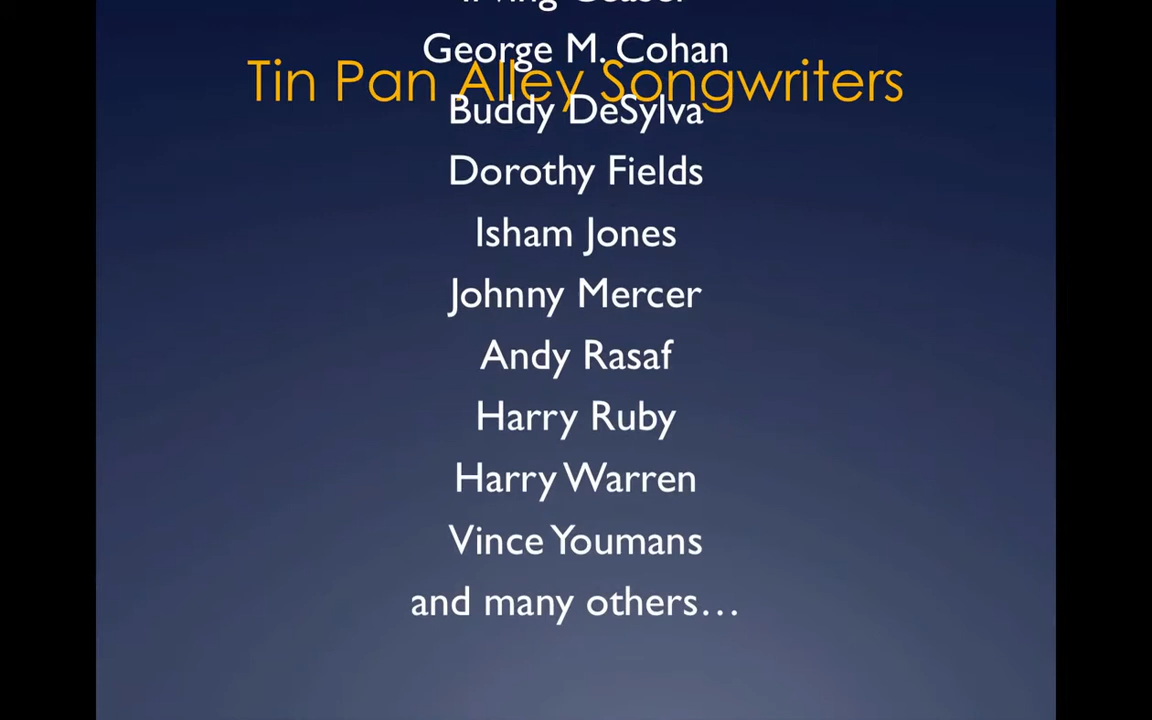 George M. Cohan
Tin Pan Alley Songwriters
Buddy DeSylva
Dorothy Fields
Isham Jones
Johnny Mercer
Andy Rasaf
Harry Ruby
Harry Warren
Vince Youmans
and many others…